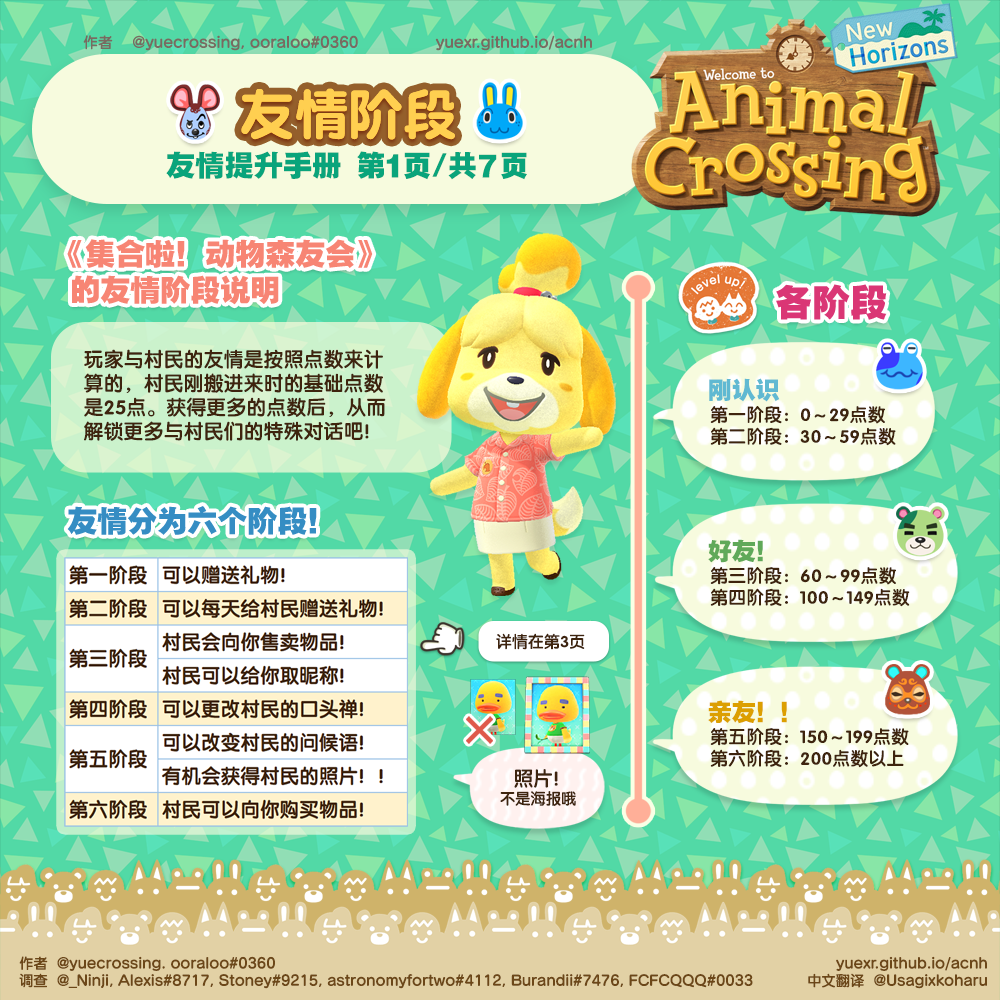 作者 @yuecrossing, ooraloo#0360 yuexr.github.io/acnh
友情阶段
友情提升手册 第1页/共7页
Welcome to
Animal
Crossing
New
Horizons
《集合啦！动物森友会》
的友情阶段说明
玩家与村民的友情是按照点数来计
算的，村民刚搬进来时的基础点数
是25点。获得更多的点数后，从而
解锁更多与村民们的特殊对话吧!
友情分为六个阶段!
第一阶段 可以赠送礼物!
第二阶段 可以每天给村民赠送礼物!
第三阶段 村民会向你售卖物品!
村民可以给你取昵称!
第四阶段 可以更改村民的口头禅!
第五阶段 可以改变村民的问候语!
有机会获得村民的照片！！
第六阶段 村民可以向你购买物品!
详情在第3页
照片!
不是海报哦
level up!
各阶段
刚认识
第一阶段：0～29点数
第二阶段：30～59点数
好友!
第三阶段：60～99点数
第四阶段：100～149点数
亲友！！
第五阶段：150～199点数
第六阶段：200点数以上
作者 @yuecrossing. ooraloo#0360
调查 @_Ninji, Alexis#8717, Stoney#9215, astronomyfortwo#4112, Burandii#7476, FCFCQQQ#0033
yuexr.github.io/acnh
中文翻译 @Usagixkoharu